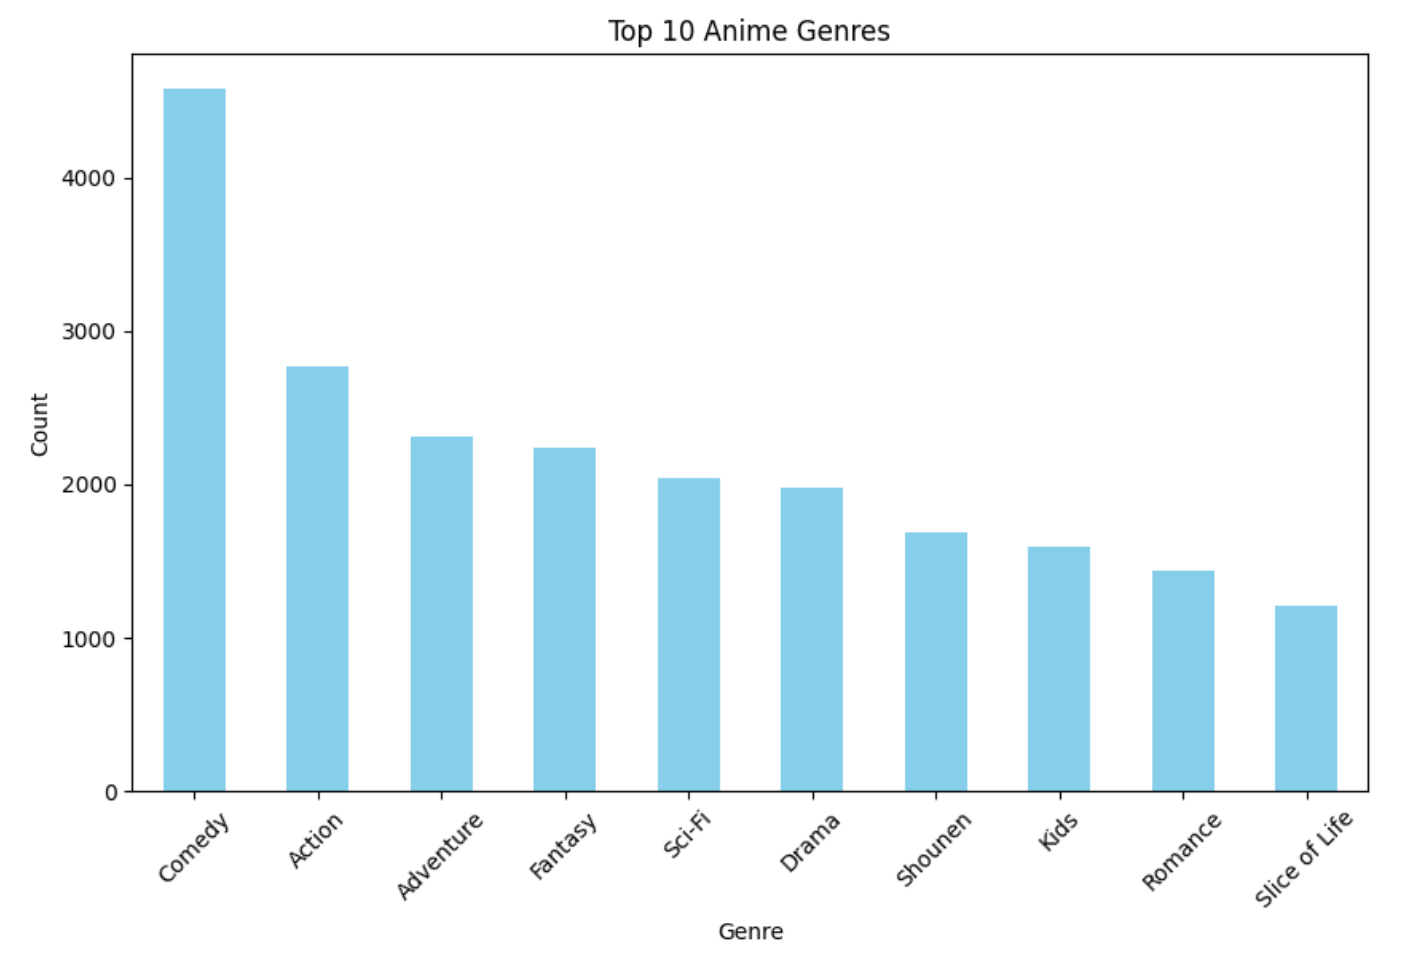 Top 10 Anime Genres
Count
4000
3000
2000
1000
0
Comedy
Action
Adventure
Fantasy
Sci-Fi
Drama
Shounen
Kids
Romance
Slice of Life
Genre